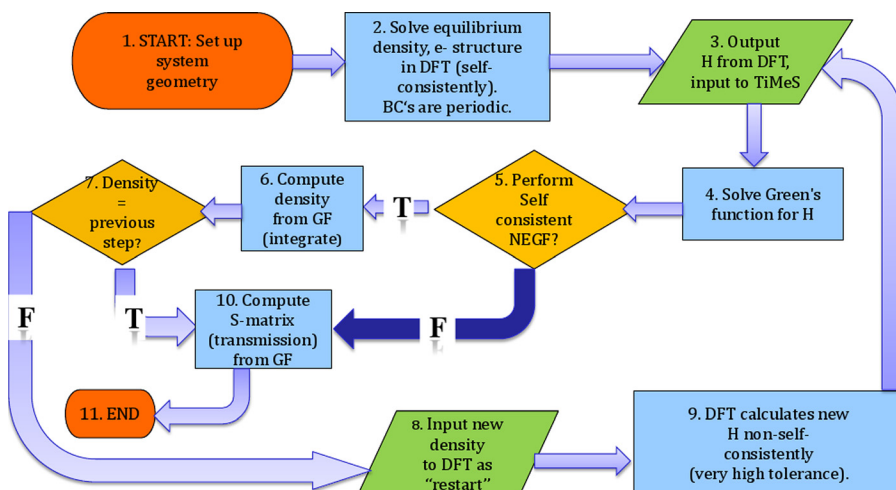 1. START: Set up
system
geometry
2. Solve equilibrium
density, e- structure
in DFT (self-
consistently).
BC's are periodic.
3. Output
H from DFT,
input to TiMeS
4. Solve Green's
function for H
5. Perform
Self
consistent
NEGF?
T
6. Compute
density
from GF
(integrate)
7. Density
=
previous
step?
F
T
10. Compute
S-matrix
(transmission)
from GF
F
11. END
8. Input new
density
to DFT as
"restart"
9. DFT calculates new
H non-self-
consistently
(very high tolerance).